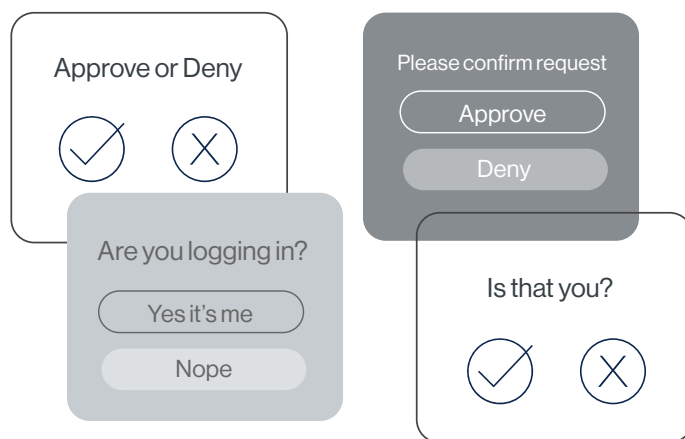 Approve or Deny
Are you logging in?
Yes it's me
Nope
Please confirm request
Approve
Deny
Is that you?